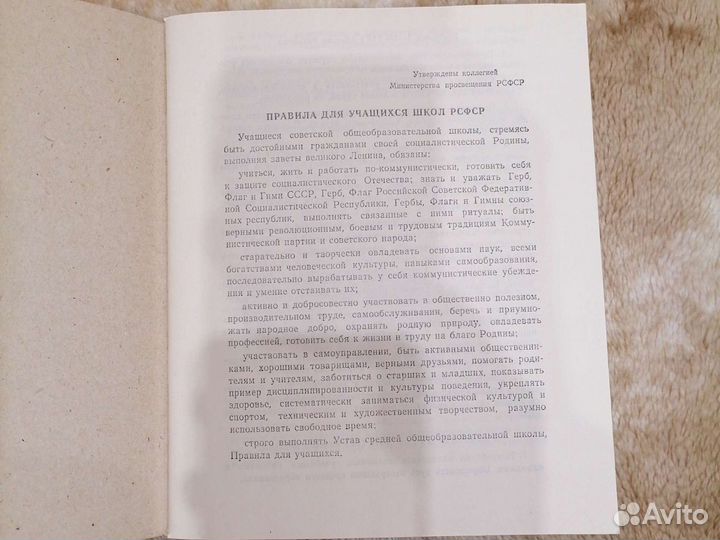 Утверждены коллегией
Министерства просвещения РСФСР
ПРАВИЛА ДЛЯ УЧАЩИХСЯ ШКОЛ РСФСР
Учащиеся советской общеобразовательной школы, стремясь
быть достойными гражданами своей социалистической Родины,
выполняя заветы великого Ленина, обязаны:
учиться, жить и работать по-коммунистически, готовить себя
к защите социалистического Отечества; знать и уважать Герб,
Флаг и Гимн СССР, Герб, Флаг Российской Советской Федератив-
ной Социалистической Республики, Гербы, Флаги и Гимны союз-
ных республик, выполнять связанные с ними ритуалы; быть
верными революционным, боевым и трудовым традициям Комму-
нистической партии и советского народа;
старательно и творчески овладевать основами наук, всеми
богатствами человеческой культуры, навыками самообразования,
последовательно вырабатывать у себя коммунистические убежде-
ния и умение отстаивать их;
активно и добросовестно участвовать в общественно полезном,
производительном труде, самообслуживании, беречь и приумно-
жать народное добро, охранять родную природу, овладевать
профессией, готовить себя к жизни и труду на благо Родины;
участвовать в самоуправлении, быть активными общественни-
ками, хорошими товарищами, верными друзьями, помогать роди-
телям и учителям, заботиться о старших и младших, показывать
пример дисциплинированности и культуры поведения, укреплять
здоровье, систематически заниматься физической культурой и
спортом, техническим и художественным творчеством, разумно
использовать свободное время;
строго выполнять Устав средней общеобразовательной школы,
Правила для учащихся.
Avito